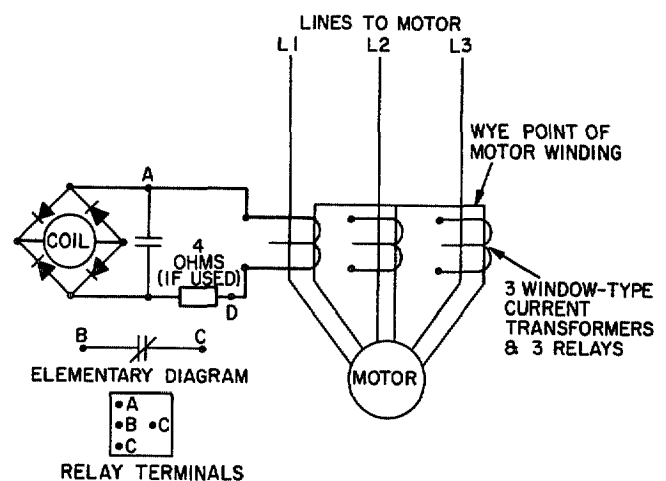 LINES TO MOTOR
L1 L2 L3
WYE POINT OF
MOTOR WINDING
A
COIL
4
OHMS
(IF USED)
D
3 WINDOW-TYPE
CURRENT
TRANSFORMERS
& 3 RELAYS
B C
ELEMENTARY DIAGRAM
MOTOR
A
B C
C
RELAY TERMINALS